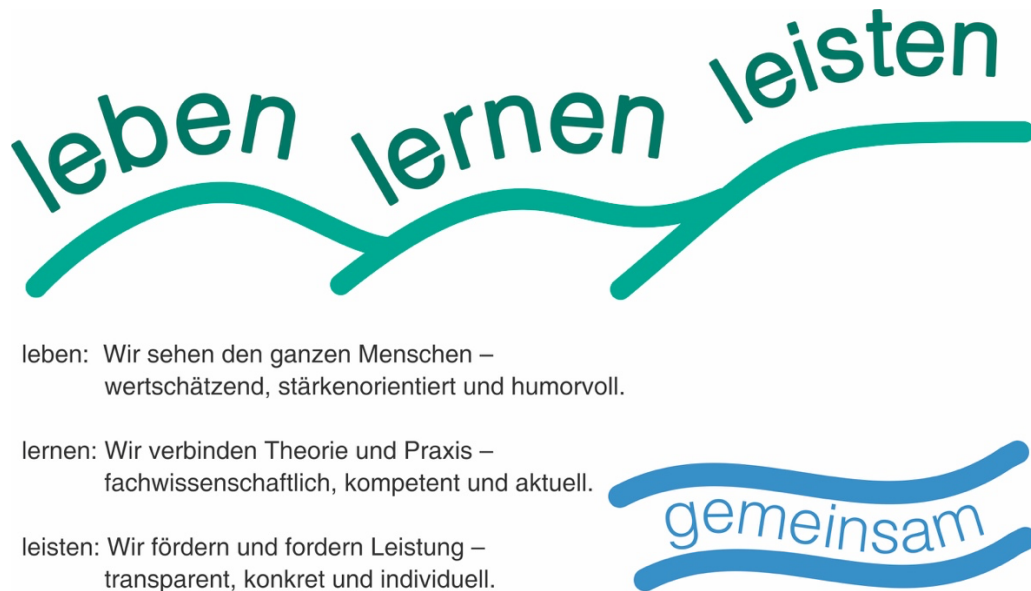 leben lernen leisten
leben: Wir sehen den ganzen Menschen –
wertschätzend, stärkenorientiert und humorvoll.
lernen: Wir verbinden Theorie und Praxis –
fachwissenschaftlich, kompetent und aktuell.
leisten: Wir fördern und fordern Leistung –
transparent, konkret und individuell.
gemeinsam